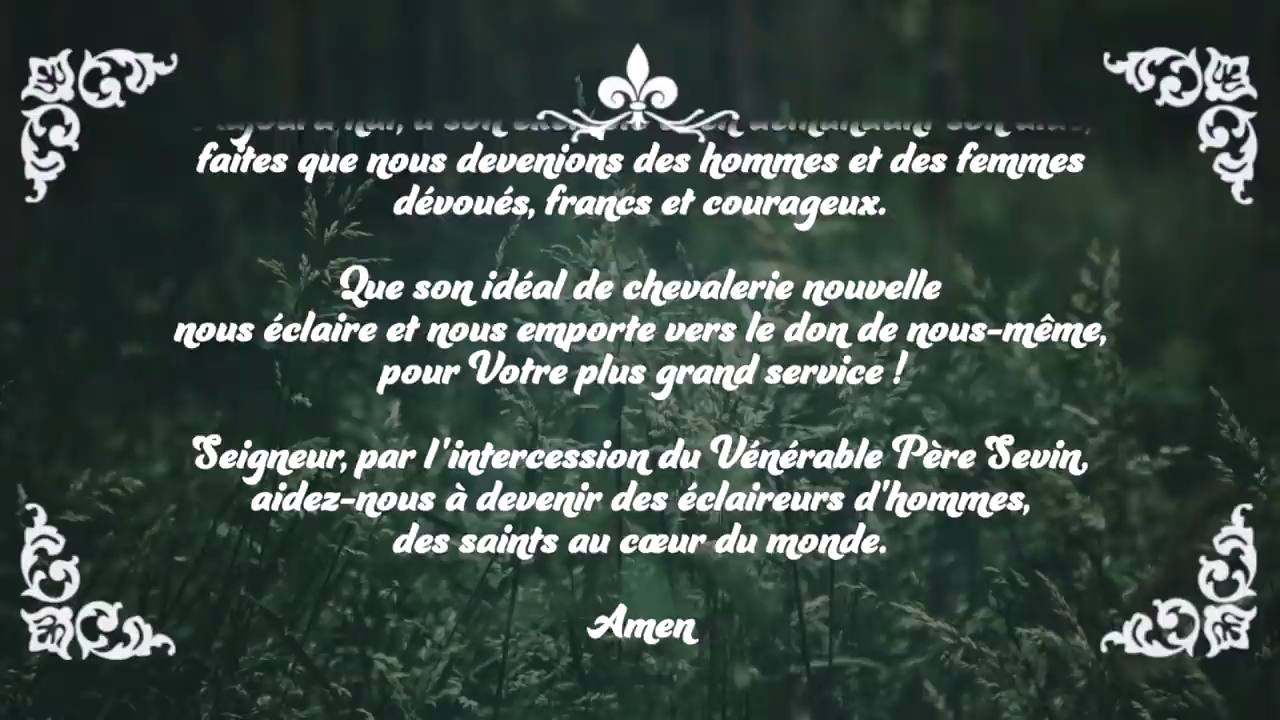 faites que nous devenions des hommes et des femmes
dévoués, francs et courageux.
Que son idéal de chevalerie nouvelle
nous éclaire et nous emporte vers le don de nous-même,
pour Votre plus grand service !
Seigneur, par l'intercession du Vénérable Père Sevin,
aidez-nous à devenir des éclaireurs d'hommes,
des saints au cœur du monde.
Amen